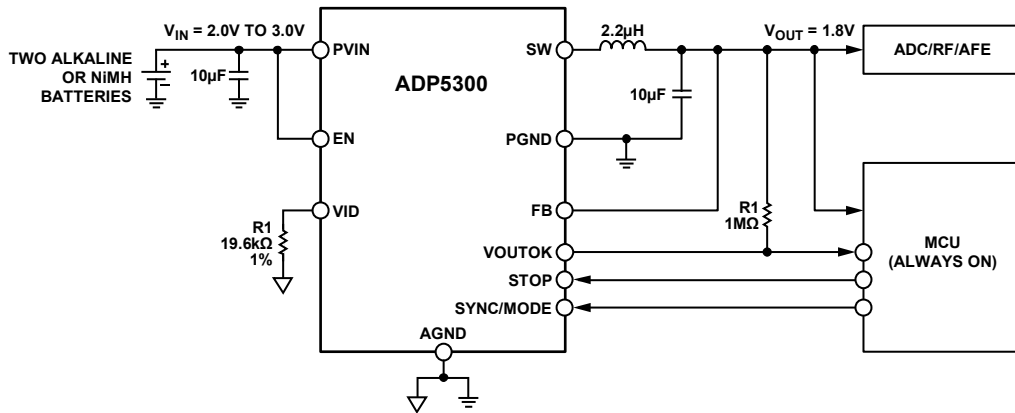 V_IN = 2.0V TO 3.0V
TWO ALKALINE
OR NiMH
BATTERIES
+
−
10µF
PVIN
EN
VID
R1
19.6kΩ
1%
ADP5300
SW
PGND
FB
VOUTOK
STOP
SYNC/MODE
AGND
2.2µH
10µF
V_OUT = 1.8V
R1
1MΩ
ADC/RF/AFE
MCU
(ALWAYS ON)